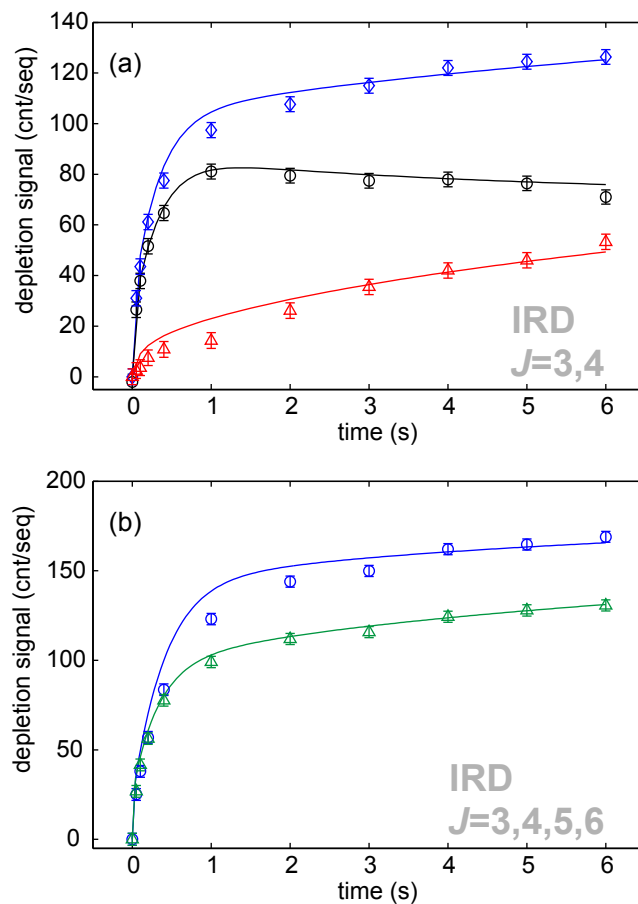 140
120
100
80
60
40
20
0
depletion signal (cnt/seq)
(a)
IRD
J=3,4
0 1 2 3 4 5 6
time (s)
200
150
100
50
0
depletion signal (cnt/seq)
(b)
IRD
J=3,4,5,6
0 1 2 3 4 5 6
time (s)